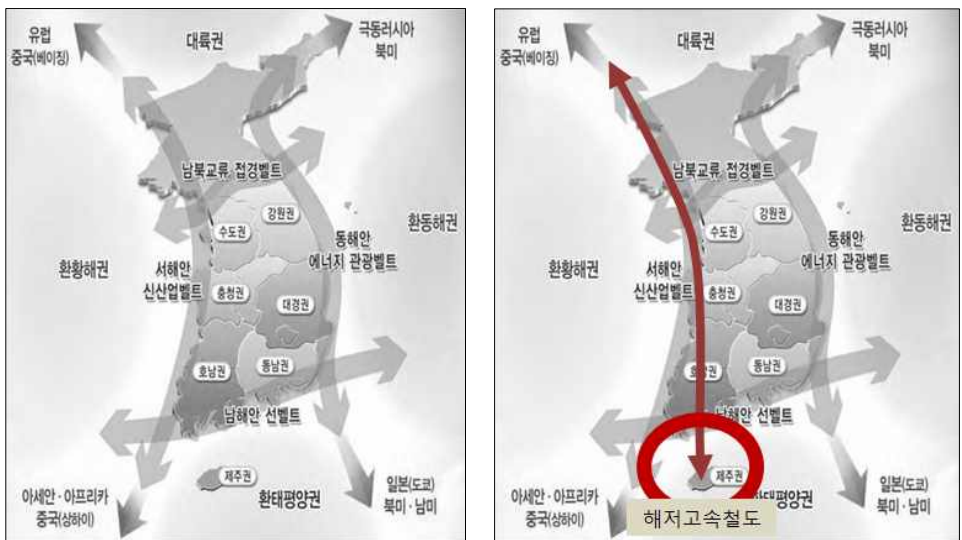 유럽
중국(베이징)
대륙권
극동러시아
북미
남북교류 접경벨트
강원권
수도권
환동해권
동해안
에너지 관광벨트
환황해권
서해안
신산업벨트
충청권
대경권
호남권
동남권
남해안 선벨트
제주권
환태평양권
아세안·아프리카
중국(상하이)
일본(도쿄)
북미·남미
유럽
중국(베이징)
대륙권
극동러시아
북미
남북교류 접경벨트
강원권
수도권
환동해권
동해안
에너지 관광벨트
환황해권
서해안
신산업벨트
충청권
대경권
호남권
동남권
남해안 선벨트
제주권
환태평양권
아세안·아프리카
중국(상하이)
일본(도쿄)
북미·남미
해저고속철도